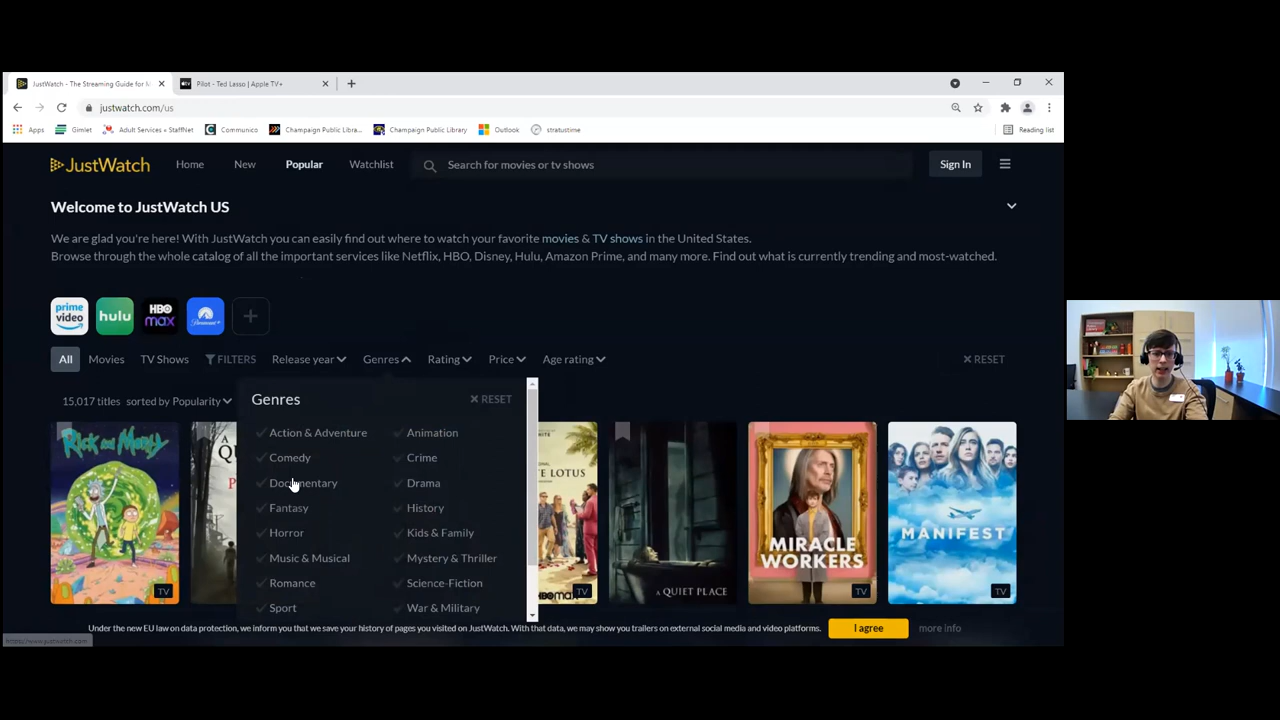 JustWatch - The Streaming Guide for M
Pilot - Ted Lasso | Apple TV+
justwatch.com/us
Apps
Gimlet
Adult Services » StaffNet
Communico
Champaign Public Libra...
Champaign Public Library
Outlook
stratustime
Reading list
JustWatch
Home
New
Popular
Watchlist
Search for movies or tv shows
Sign In
Welcome to JustWatch US
We are glad you're here! With JustWatch you can easily find out where to watch your favorite movies & TV shows in the United States.
Browse through the whole catalog of all the important services like Netflix, HBO, Disney, Hulu, Amazon Prime, and many more. Find out what is currently trending and most-watched.
prime video
hulu
HBO max
Paramount+
All
Movies
TV Shows
FILTERS
Release year
Genres
Rating
Price
Age rating
RESET
15,017 titles sorted by Popularity
Genres
RESET
Action & Adventure
Animation
Comedy
Crime
Documentary
Drama
Fantasy
History
Horror
Kids & Family
Music & Musical
Mystery & Thriller
Romance
Science-Fiction
Sport
War & Military
Rick and Morty
TV
TE LOTUS
HBOmax
TV
A QUIET PLACE
MIRACLE WORKERS
TV
MANIFEST
TV
Under the new EU law on data protection, we inform you that we save your history of pages you visited on JustWatch. With that data, we may show you trailers on external social media and video platforms.
I agree
more info
https://www.justwatch.com